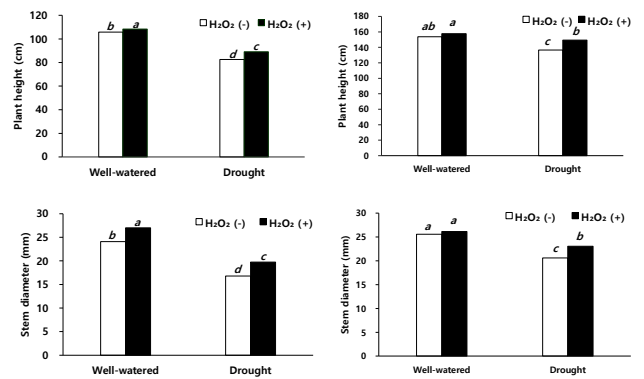 120
100
80
60
40
20
0
Plant height (cm)
b a
d c
H₂O₂ (-) H₂O₂ (+)
Well-watered Drought
180
160
140
120
100
80
60
40
20
0
Plant height (cm)
ab a
c b
H₂O₂ (-) H₂O₂ (+)
Well-watered Drought
30
25
20
15
10
5
0
Stem diameter (mm)
b a
d c
H₂O₂ (-) H₂O₂ (+)
Well-watered Drought
30
25
20
15
10
5
0
Stem diameter (mm)
a a
c b
H₂O₂ (-) H₂O₂ (+)
Well-watered Drought